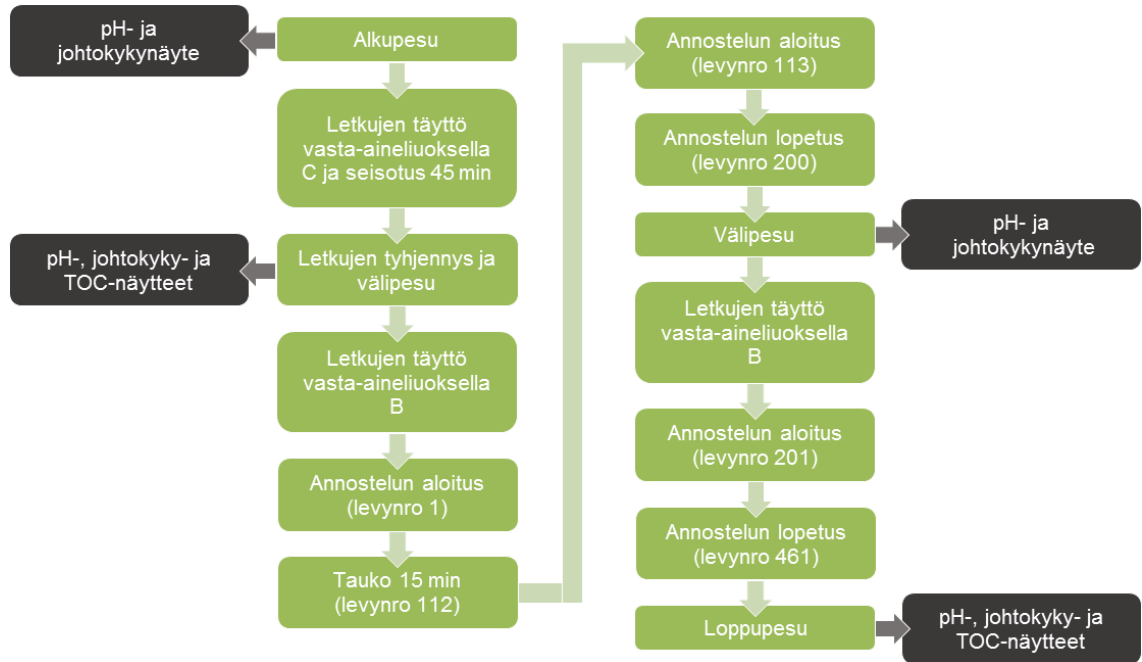 pH- ja
johtokykynäyte
Alkupesu
Letkujen täyttö
vasta-aineliuoksella
C ja seisotus 45 min
pH-, johtokyky- ja
TOC-näytteet
Letkujen tyhjennys ja
välipesu
Letkujen täyttö
vasta-aineliuoksella
B
Annostelun aloitus
(levynro 1)
Tauko 15 min
(levynro 112)
Annostelun aloitus
(levynro 113)
Annostelun lopetus
(levynro 200)
Välipesu
pH- ja
johtokykynäyte
Letkujen täyttö
vasta-aineliuoksella
B
Annostelun aloitus
(levynro 201)
Annostelun lopetus
(levynro 461)
Loppupesu
pH-, johtokyky- ja
TOC-näytteet